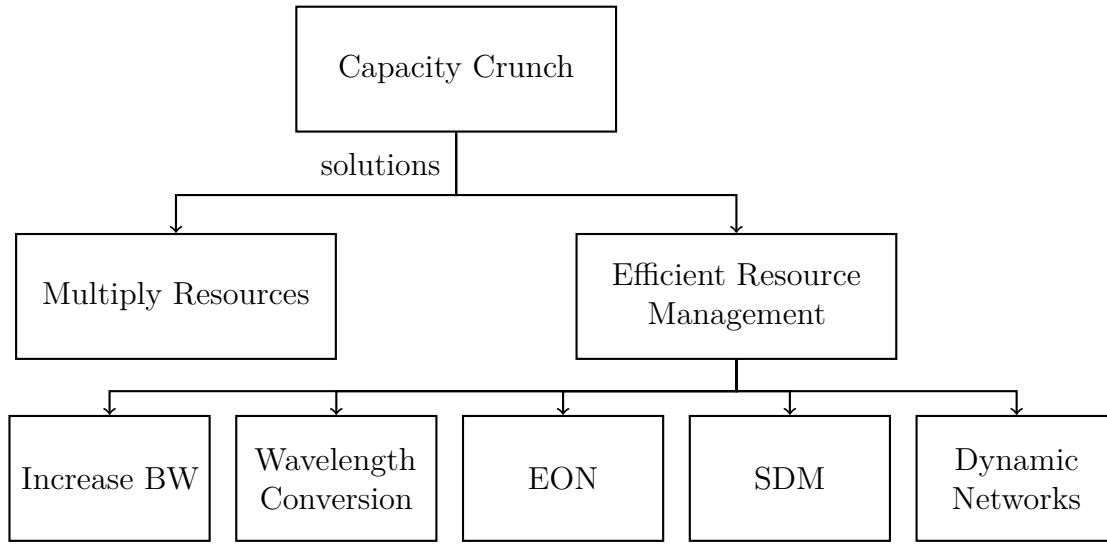 Capacity Crunch
solutions
Multiply Resources
Efficient Resource
Management
Increase BW
Wavelength
Conversion
EON
SDM
Dynamic
Networks